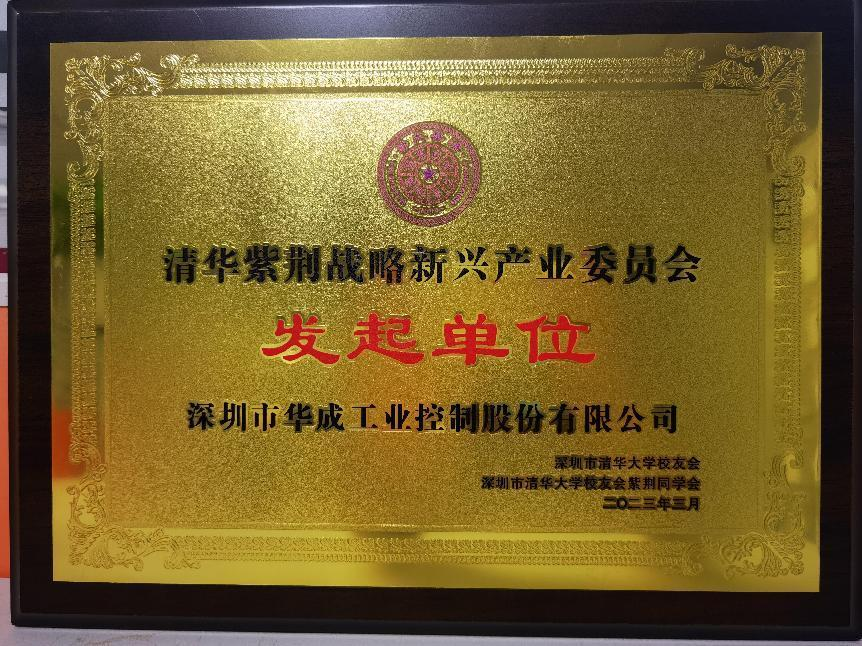 清华紫荆战略新兴产业委员会
发起单位
深圳市华成工业控制股份有限公司
深圳市清华大学校友会
深圳市清华大学校友会紫荆同学会
二〇二三年三月